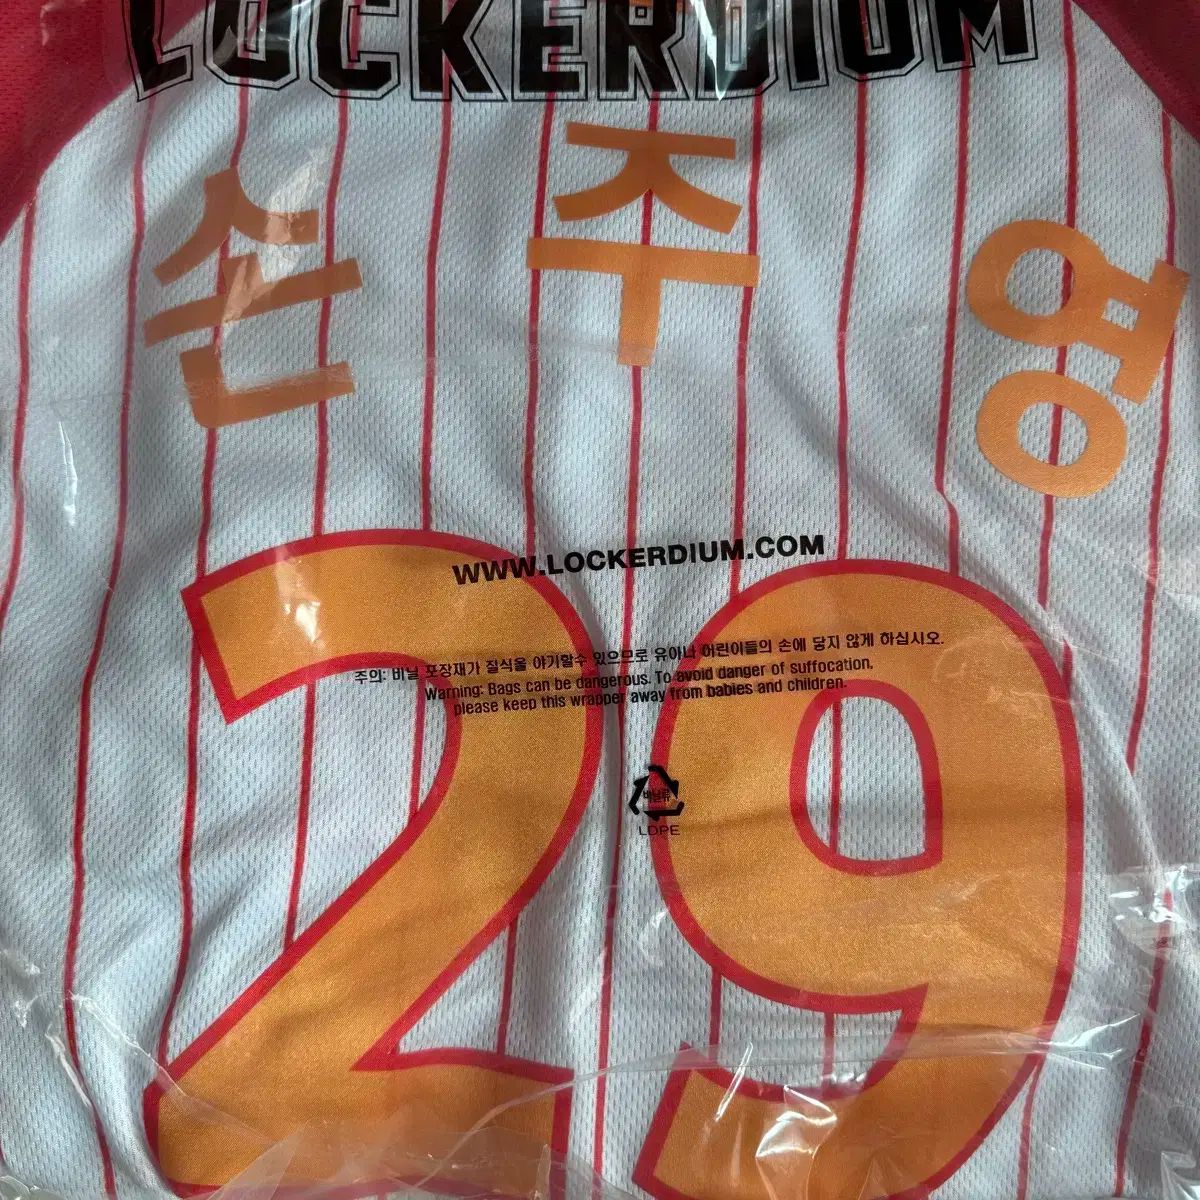 LOCKERDIUM
손주영
WWW.LOCKERDIUM.COM
주의: 비닐 포장재가 질식을 야기할수 있으므로 유아나 어린이들의 손에 닿지 않게 하십시오.
Warning: Bags can be dangerous. To avoid danger of suffocation,
please keep this wrapper away from babies and children.
비닐류
LDPE
29